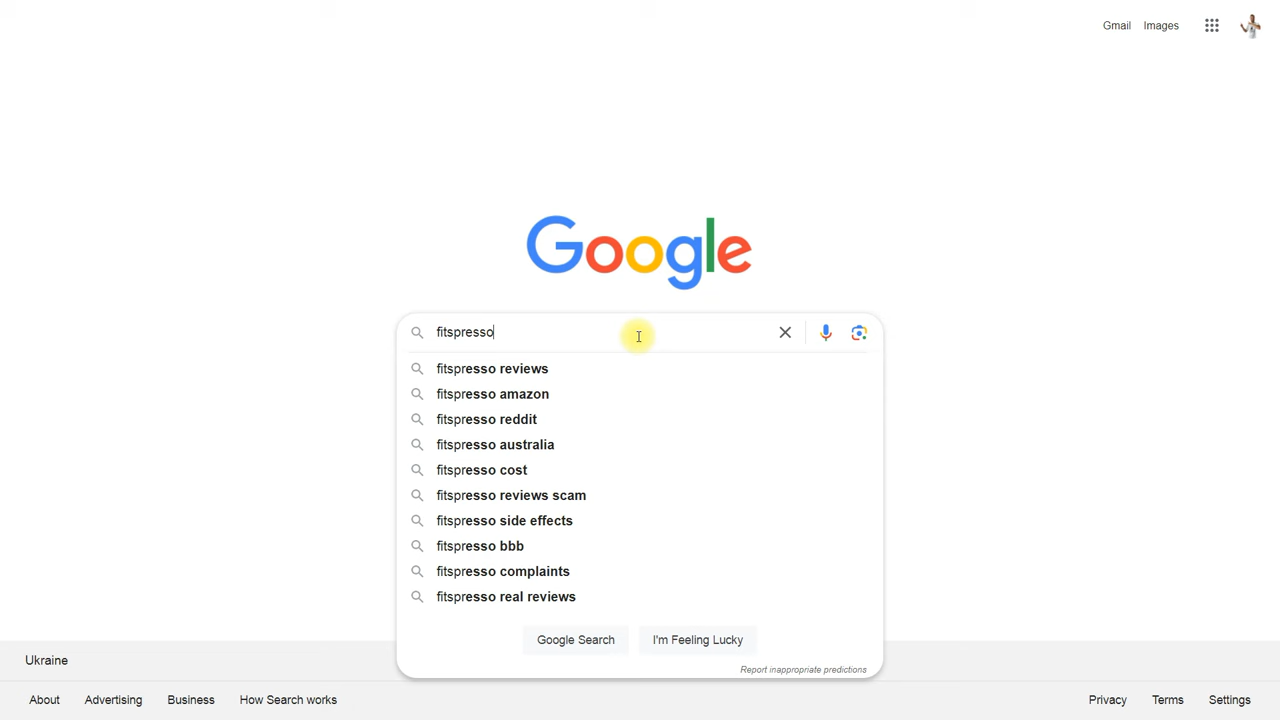 Gmail Images
Google
fitspresso
fitspresso reviews
fitspresso amazon
fitspresso reddit
fitspresso australia
fitspresso cost
fitspresso reviews scam
fitspresso side effects
fitspresso bbb
fitspresso complaints
fitspresso real reviews
Google Search I'm Feeling Lucky
Report inappropriate predictions
Ukraine
About Advertising Business How Search works Privacy Terms Settings